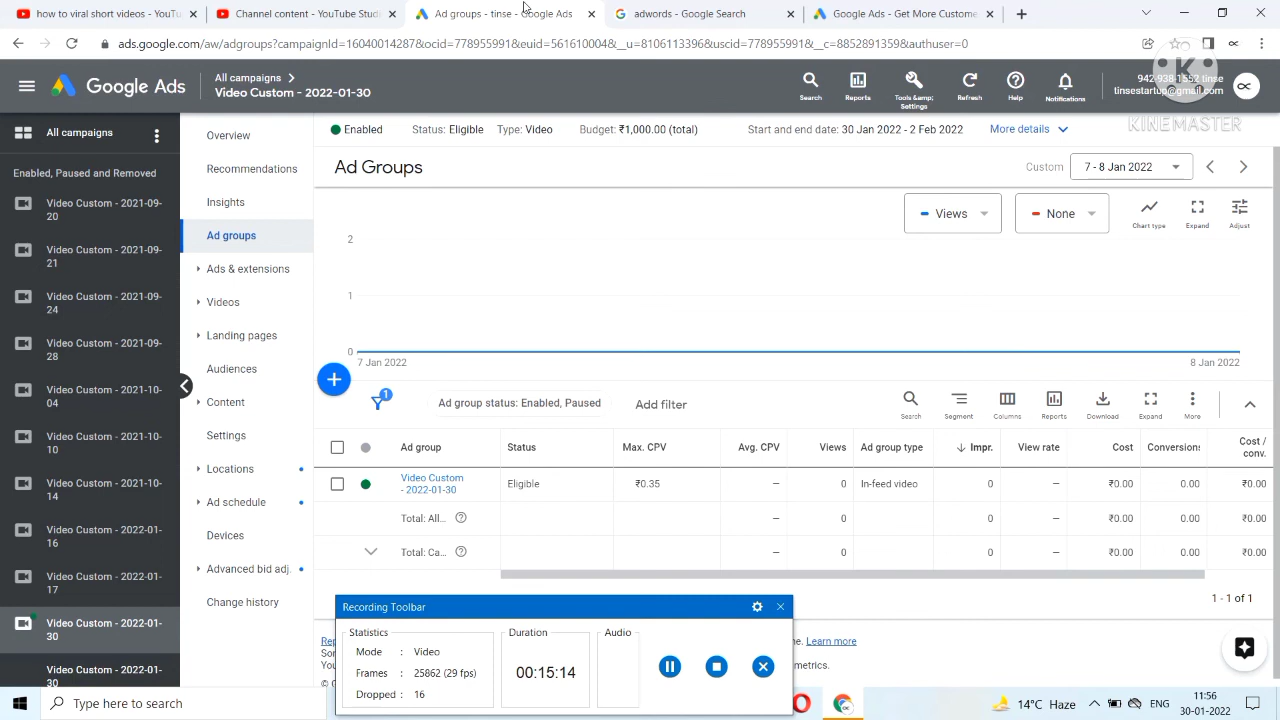 how to viral short videos - YouTu
Channel content - YouTube Studi
Ad groups - tinse - Google Ads
adwords - Google Search
Google Ads - Get More Custome
ads.google.com/aw/adgroups?campaignId=16040014287&ocid=778955991&euid=561610004&__u=8106113396&uscid=778955991&__c=8852891359&authuser=0
Google Ads
All campaigns
Video Custom - 2022-01-30
Search
Reports
Tools &amp;
Settings
Refresh
Help
Notifications
942-938-1552 tinse
tinsestartup@gmail.com
K
KINEMASTER
All campaigns
Enabled, Paused and Removed
Video Custom - 2021-09-
20
Video Custom - 2021-09-
21
Video Custom - 2021-09-
24
Video Custom - 2021-09-
28
Video Custom - 2021-10-
04
Video Custom - 2021-10-
10
Video Custom - 2021-10-
14
Video Custom - 2022-01-
16
Video Custom - 2022-01-
17
Video Custom - 2022-01-
30
Video Custom - 2022-01-
30
Overview
Recommendations
Insights
Ad groups
Ads & extensions
Videos
Landing pages
Audiences
Content
Settings
Locations
Ad schedule
Devices
Advanced bid adj.
Change history
Enabled
Status: Eligible
Type: Video
Budget: ₹1,000.00 (total)
Start and end date: 30 Jan 2022 - 2 Feb 2022
More details
Ad Groups
Custom
7 - 8 Jan 2022
Views
None
Chart type
Expand
Adjust
2
1
0
7 Jan 2022
8 Jan 2022
1
Ad group status: Enabled, Paused
Add filter
Search
Segment
Columns
Reports
Download
Expand
More
Ad group
Status
Max. CPV
Avg. CPV
Views
Ad group type
Impr.
View rate
Cost
Conversions
Cost /
conv.
Video Custom
- 2022-01-30
Eligible
₹0.35
–
0
In-feed video
0
–
₹0.00
0.00
₹0.00
Total: All...
–
0
0
–
₹0.00
0.00
₹0.00
Total: Ca...
–
0
0
–
₹0.00
0.00
₹0.00
1 - 1 of 1
Learn more
Recording Toolbar
Statistics
Mode : Video
Frames : 25862 (29 fps)
Dropped : 16
Duration
00:15:14
Audio
Type here to search
14°C Haze
ENG
11:56
30-01-2022